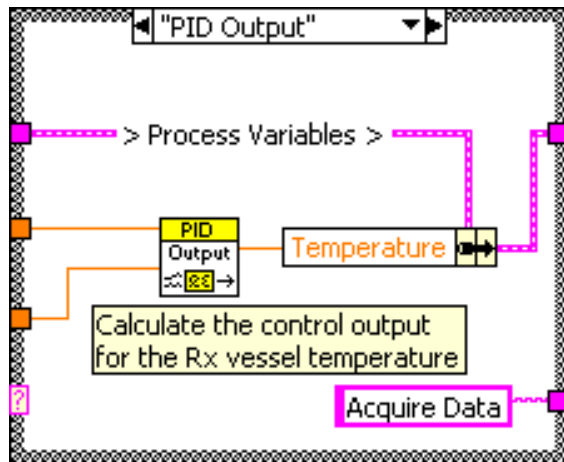 "PID Output"
> Process Variables >
PID
Output
Temperature
Calculate the control output
for the Rx vessel temperature
?
Acquire Data